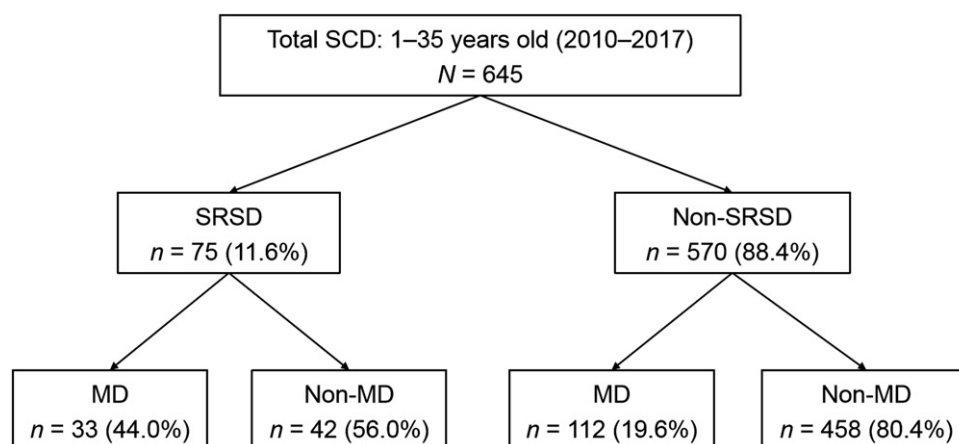 Total SCD: 1–35 years old (2010–2017)
N = 645
SRSD
n = 75 (11.6%)
Non-SRSD
n = 570 (88.4%)
MD
n = 33 (44.0%)
Non-MD
n = 42 (56.0%)
MD
n = 112 (19.6%)
Non-MD
n = 458 (80.4%)